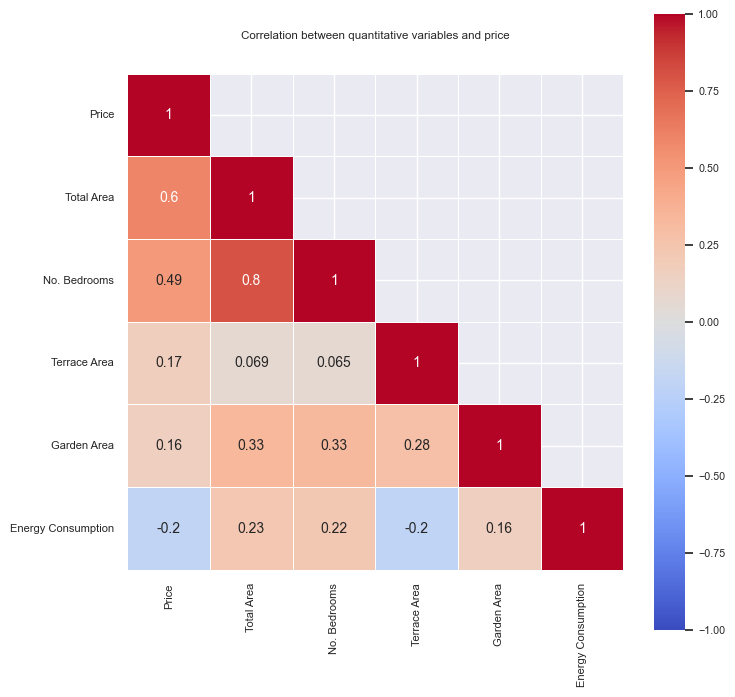 Correlation between quantitative variables and price
Price
1
Total Area
0.6 1
No. Bedrooms
0.49 0.8 1
Terrace Area
0.17 0.069 0.065 1
Garden Area
0.16 0.33 0.33 0.28 1
Energy Consumption
-0.2 0.23 0.22 -0.2 0.16 1
Price
Total Area
No. Bedrooms
Terrace Area
Garden Area
Energy Consumption
1.00
0.75
0.50
0.25
0.00
−0.25
−0.50
−0.75
−1.00